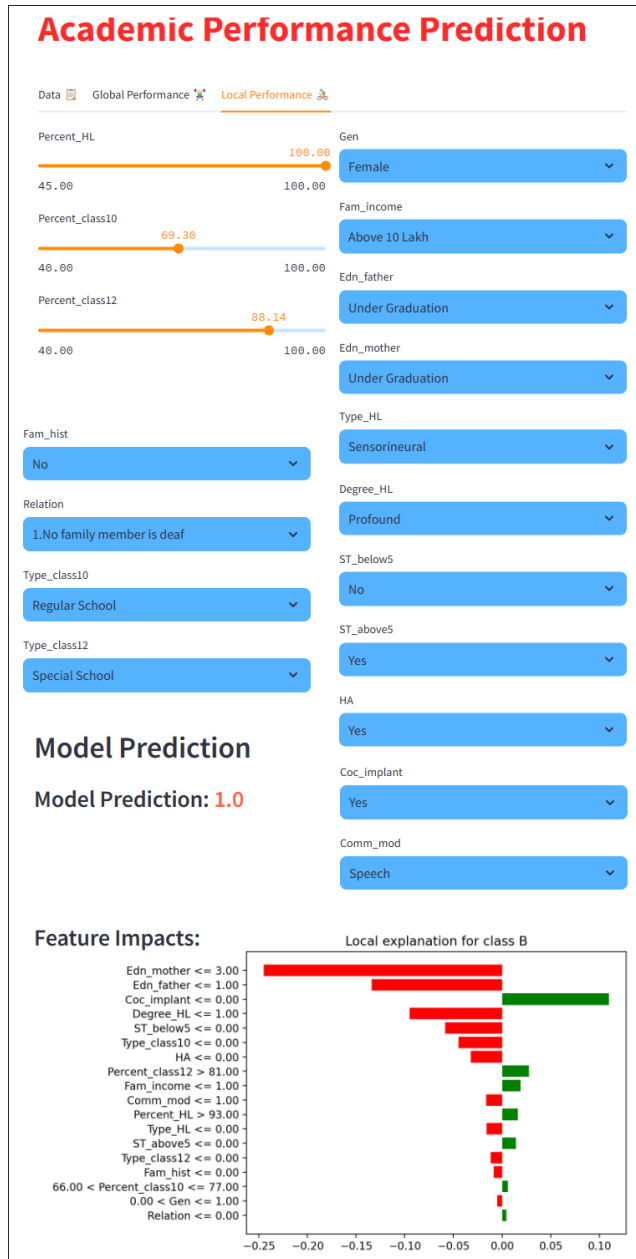 Academic Performance Prediction
Data 📋 Global Performance 🏋️ Local Performance 🚴
Percent_HL
100.00
45.00 100.00
Percent_class10
69.30
40.00 100.00
Percent_class12
88.14
40.00 100.00
Fam_hist
No
Relation
1.No family member is deaf
Type_class10
Regular School
Type_class12
Special School
Gen
Female
Fam_income
Above 10 Lakh
Edn_father
Under Graduation
Edn_mother
Under Graduation
Type_HL
Sensorineural
Degree_HL
Profound
ST_below5
No
ST_above5
Yes
HA
Yes
Coc_implant
Yes
Comm_mod
Speech
Model Prediction
Model Prediction: 1.0
Feature Impacts:
Local explanation for class B
Edn_mother <= 3.00
Edn_father <= 1.00
Coc_implant <= 0.00
Degree_HL <= 1.00
ST_below5 <= 0.00
Type_class10 <= 0.00
HA <= 0.00
Percent_class12 > 81.00
Fam_income <= 1.00
Comm_mod <= 1.00
Percent_HL > 93.00
Type_HL <= 0.00
ST_above5 <= 0.00
Type_class12 <= 0.00
Fam_hist <= 0.00
66.00 < Percent_class10 <= 77.00
0.00 < Gen <= 1.00
Relation <= 0.00
−0.25 −0.20 −0.15 −0.10 −0.05 0.00 0.05 0.10